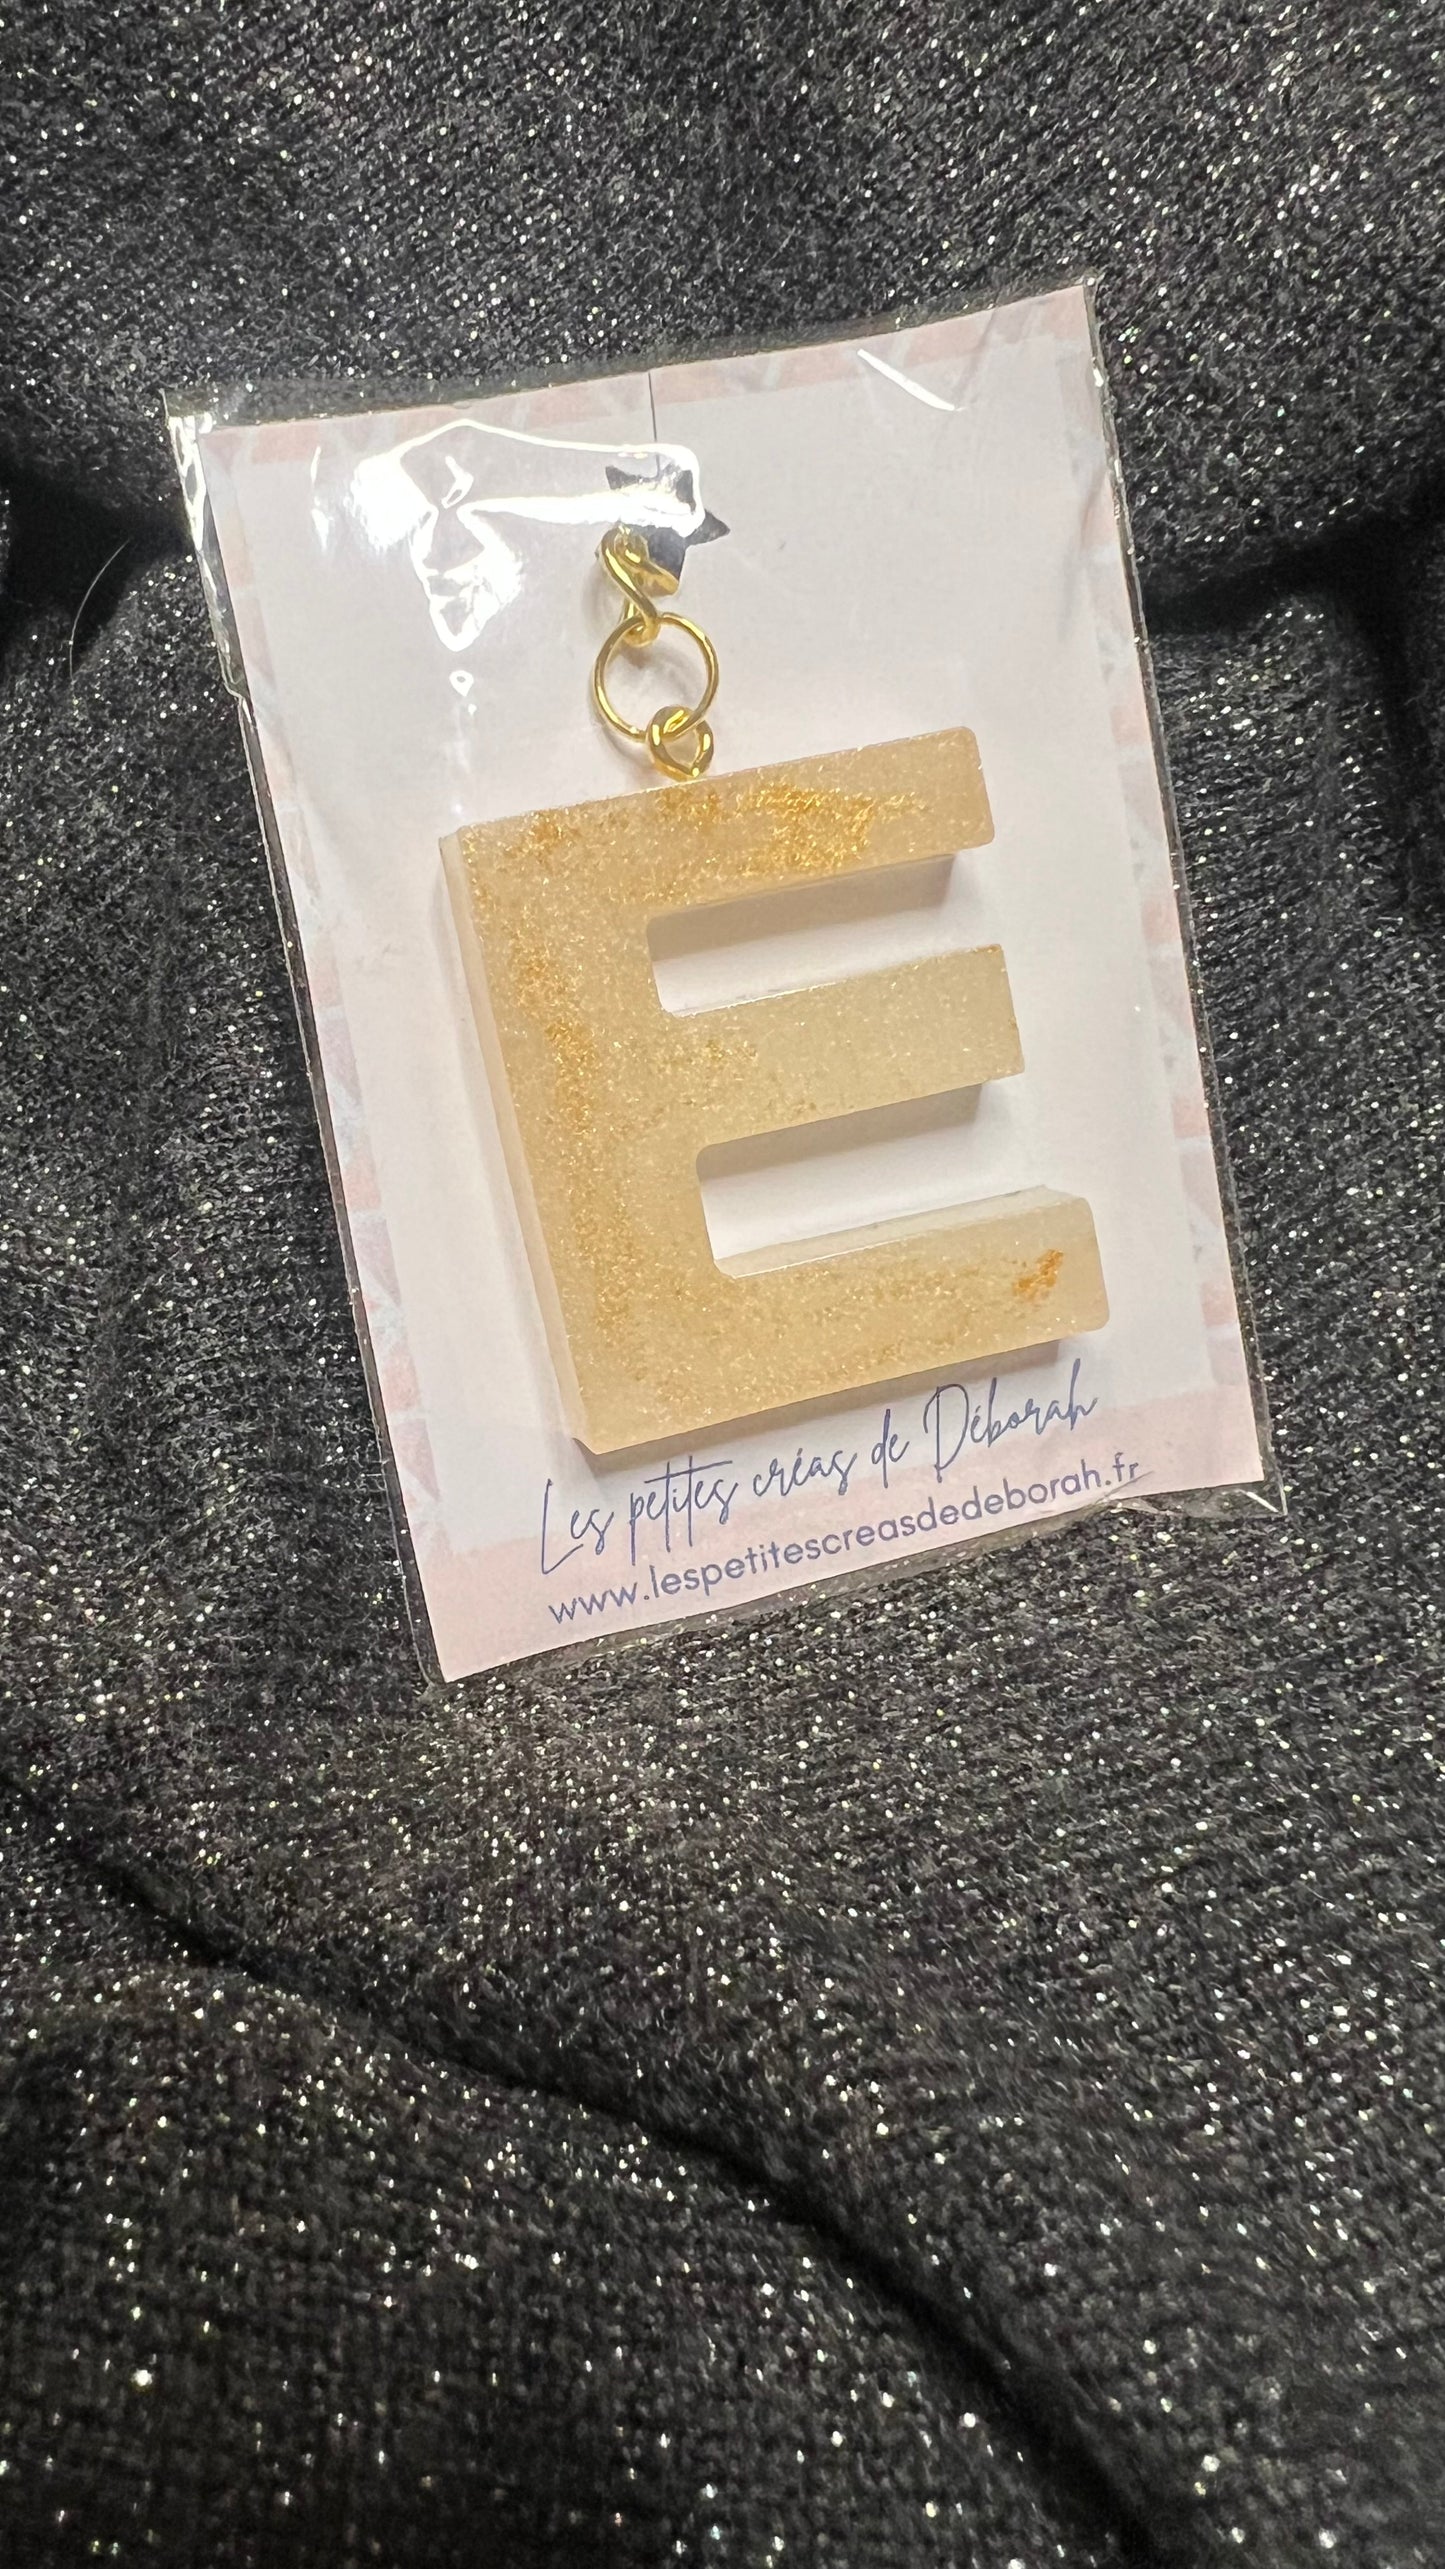 E
Les petites créas de Déborah
www.lespetitescreasdedeborah.fr